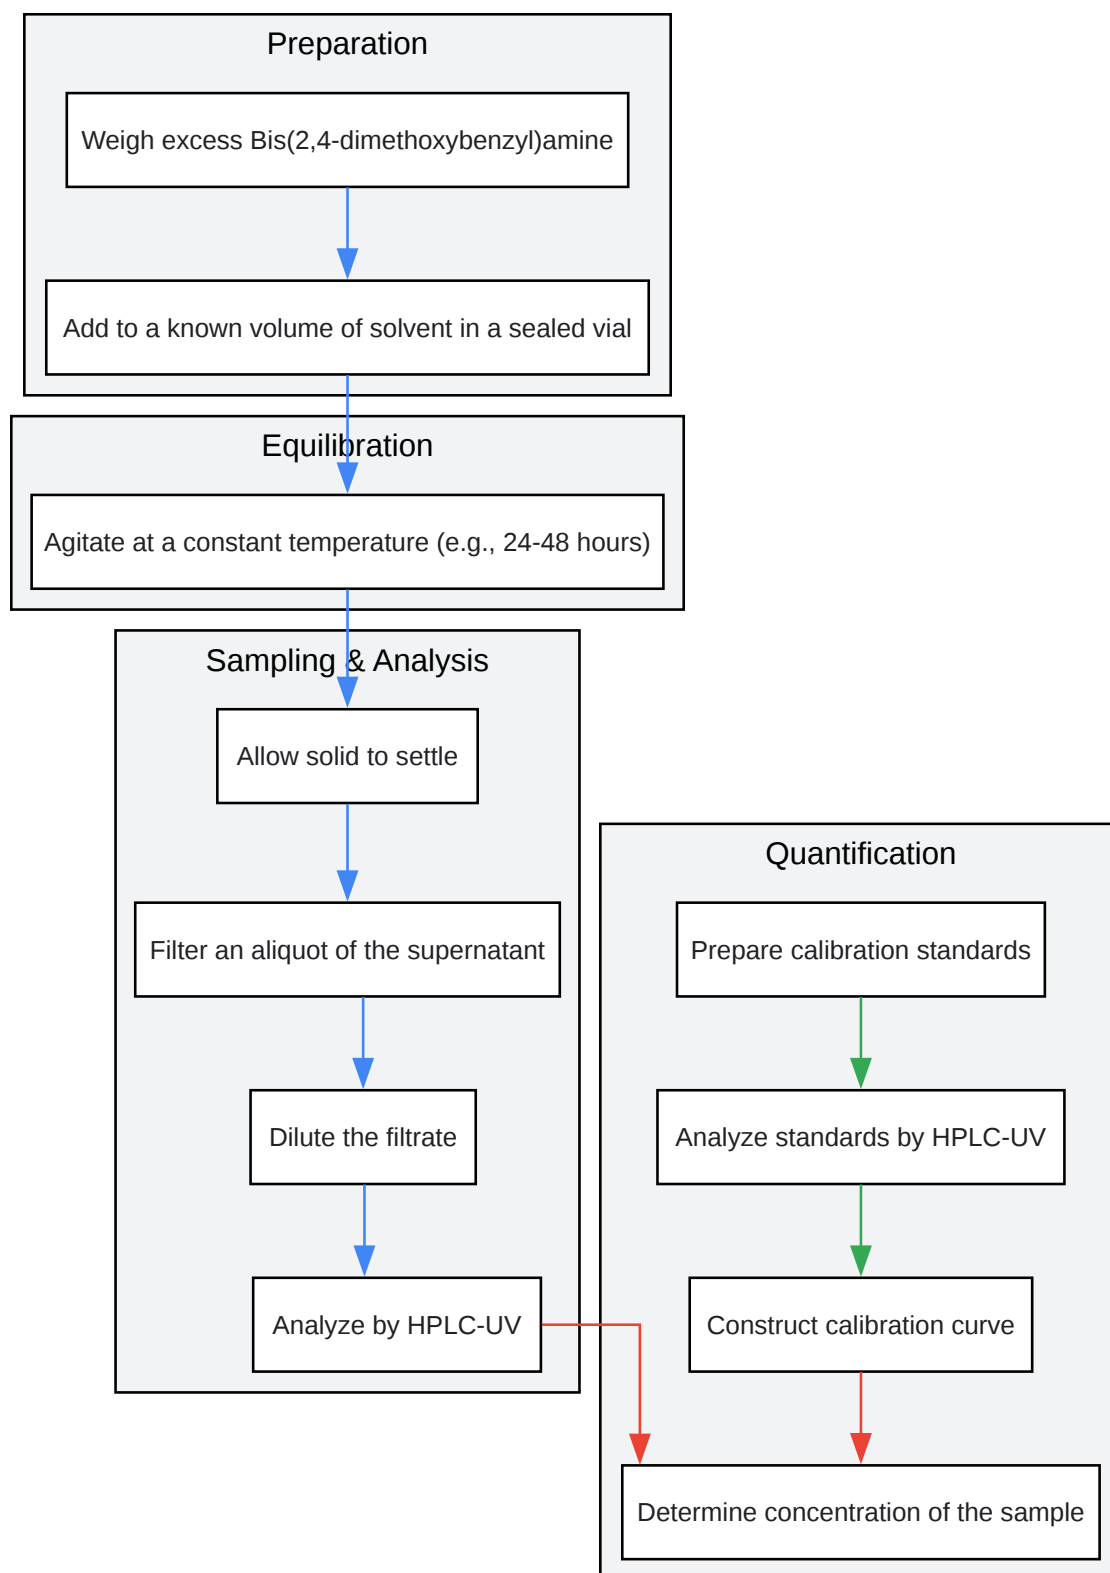 Preparation
Weigh excess Bis(2,4-dimethoxybenzyl)amine
Add to a known volume of solvent in a sealed vial
Equilibration
Agitate at a constant temperature (e.g., 24-48 hours)
Sampling & Analysis
Allow solid to settle
Filter an aliquot of the supernatant
Dilute the filtrate
Analyze by HPLC-UV
Quantification
Prepare calibration standards
Analyze standards by HPLC-UV
Construct calibration curve
Determine concentration of the sample